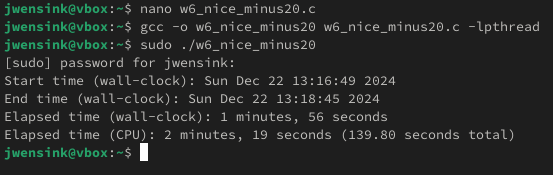 jwensink@vbox:~$ nano w6_nice_minus20.c
jwensink@vbox:~$ gcc -o w6_nice_minus20 w6_nice_minus20.c -lpthread
jwensink@vbox:~$ sudo ./w6_nice_minus20
[sudo] password for jwensink:
Start time (wall-clock): Sun Dec 22 13:16:49 2024
End time (wall-clock): Sun Dec 22 13:18:45 2024
Elapsed time (wall-clock): 1 minutes, 56 seconds
Elapsed time (CPU): 2 minutes, 19 seconds (139.80 seconds total)
jwensink@vbox:~$